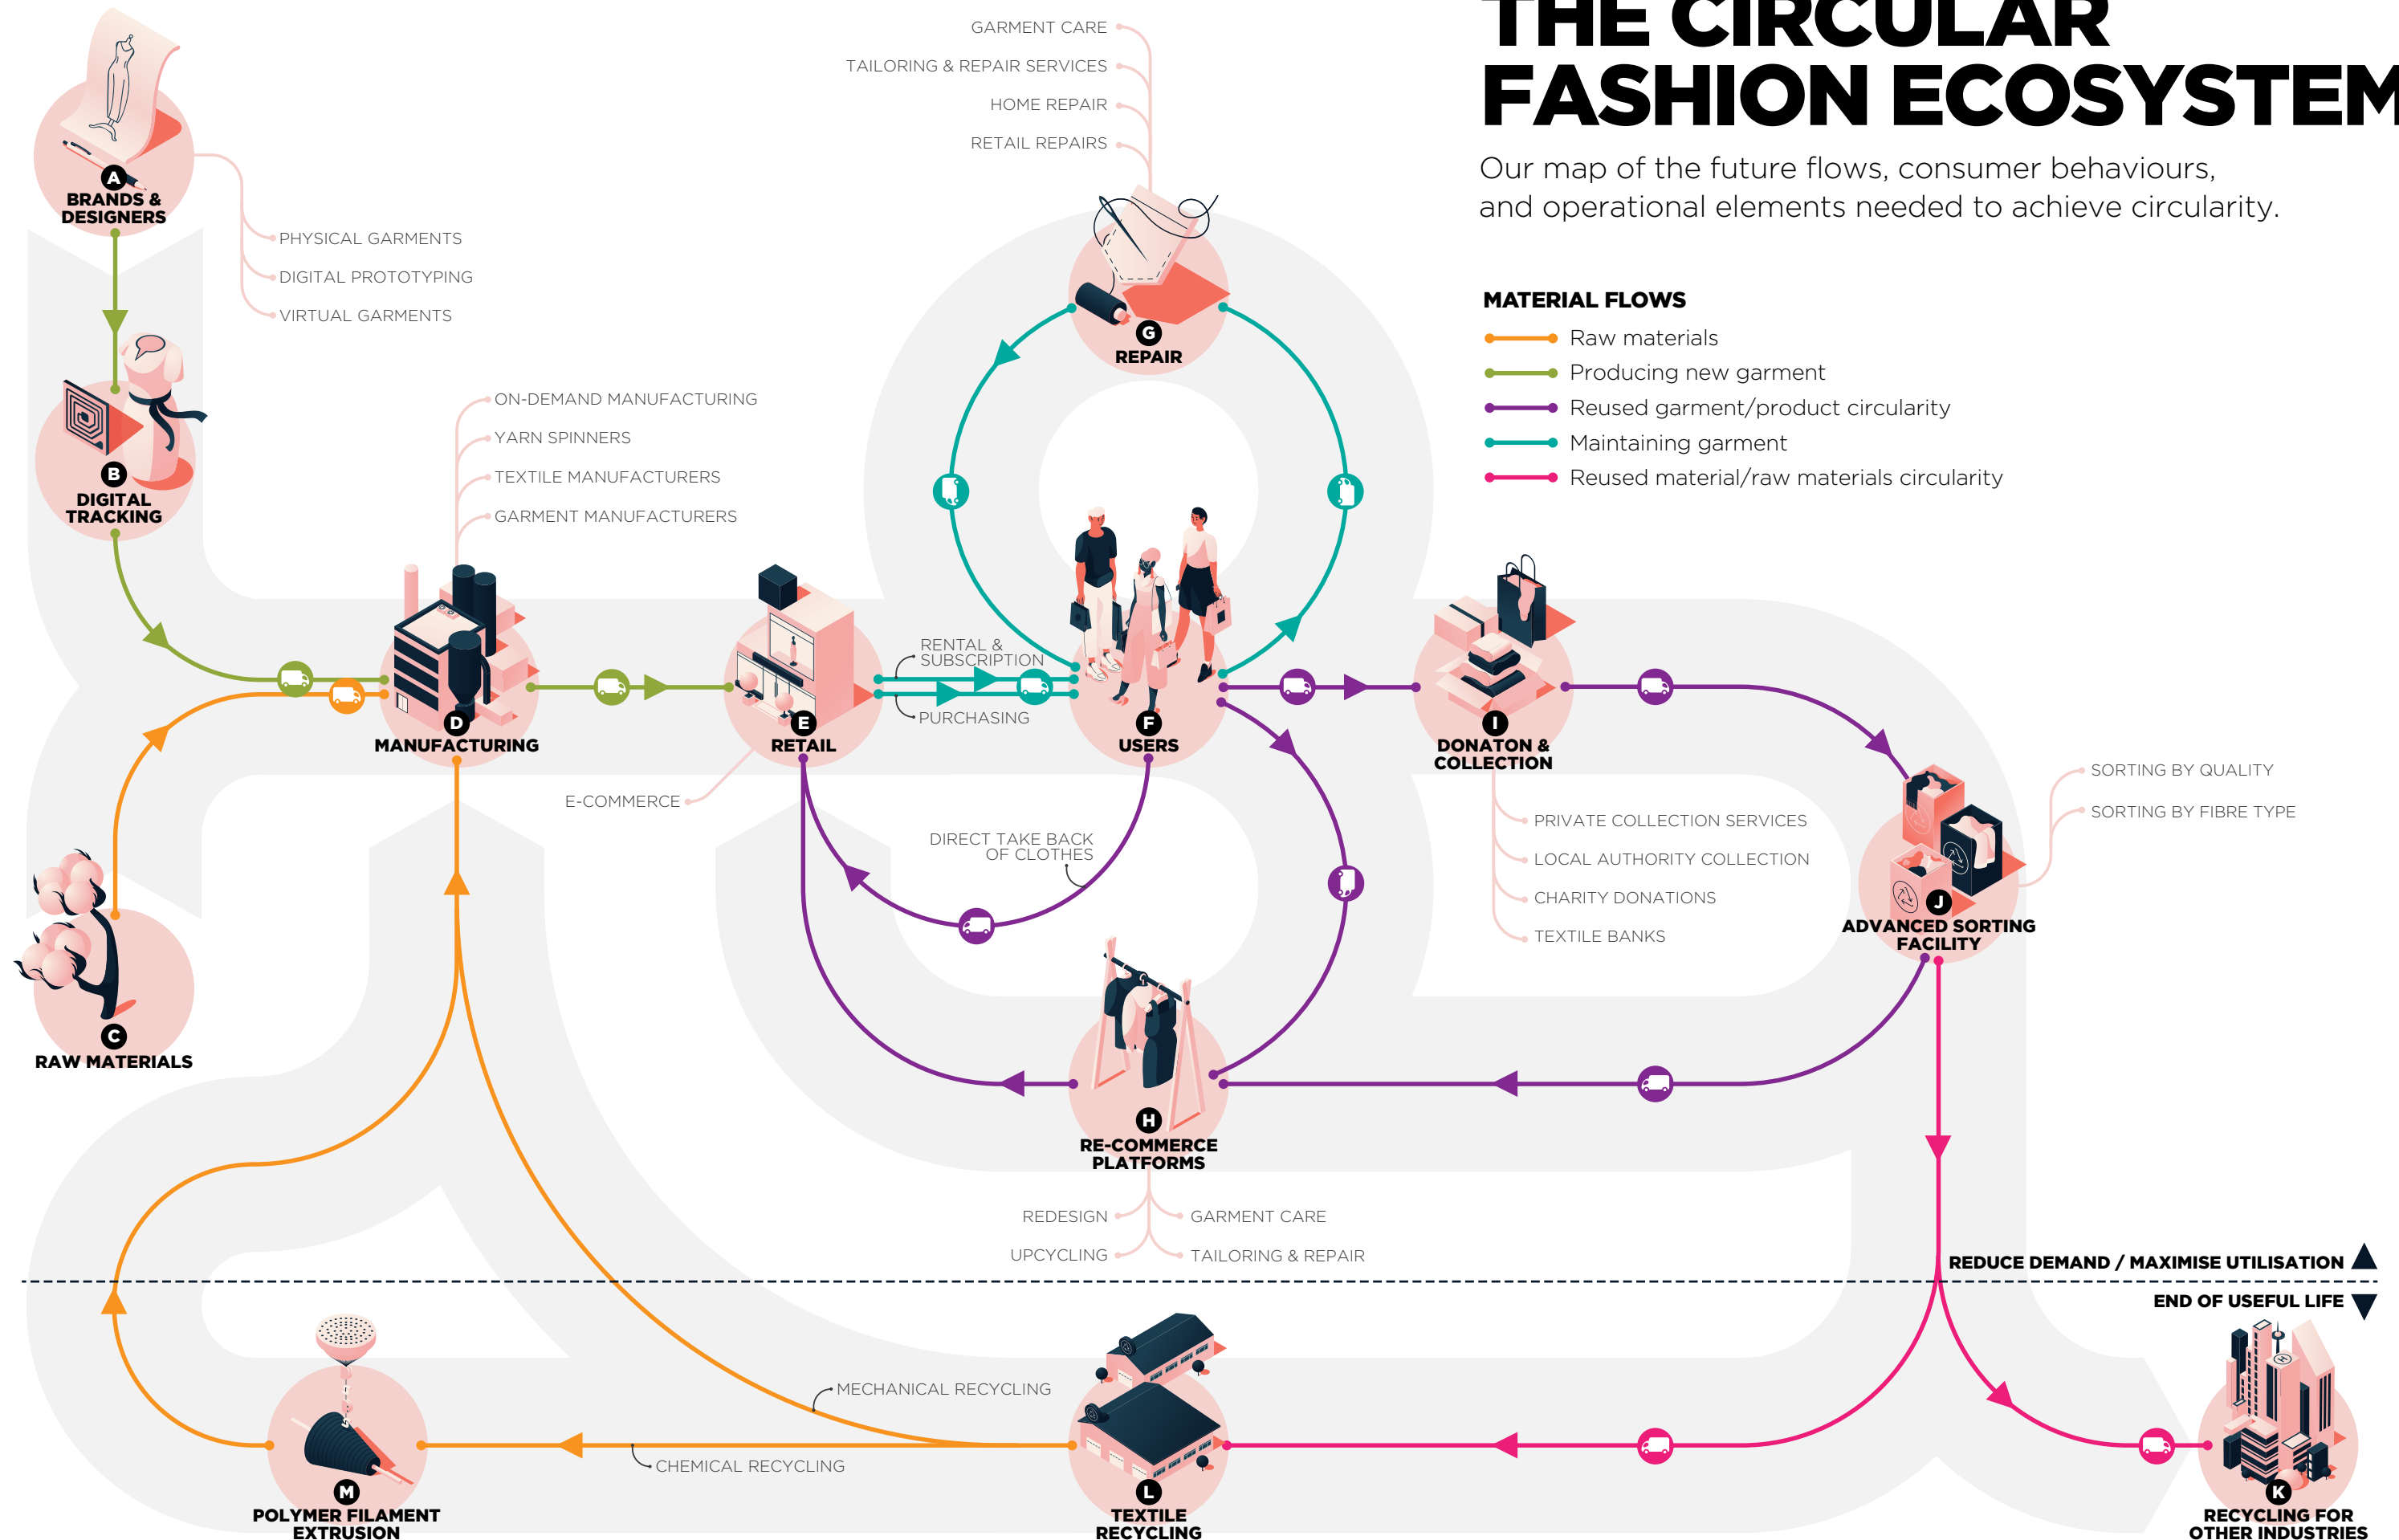 THE CIRCULAR
FASHION ECOSYSTEM
Our map of the future flows, consumer behaviours,
and operational elements needed to achieve circularity.
MATERIAL FLOWS
Raw materials
Producing new garment
Reused garment/product circularity
Maintaining garment
Reused material/raw materials circularity
A
BRANDS &
DESIGNERS
PHYSICAL GARMENTS
DIGITAL PROTOTYPING
VIRTUAL GARMENTS
B
DIGITAL
TRACKING
C
RAW MATERIALS
ON-DEMAND MANUFACTURING
YARN SPINNERS
TEXTILE MANUFACTURERS
GARMENT MANUFACTURERS
D
MANUFACTURING
E
RETAIL
E-COMMERCE
RENTAL &
SUBSCRIPTION
PURCHASING
F
USERS
DIRECT TAKE BACK
OF CLOTHES
GARMENT CARE
TAILORING & REPAIR SERVICES
HOME REPAIR
RETAIL REPAIRS
G
REPAIR
H
RE-COMMERCE
PLATFORMS
REDESIGN
UPCYCLING
GARMENT CARE
TAILORING & REPAIR
I
DONATON &
COLLECTION
PRIVATE COLLECTION SERVICES
LOCAL AUTHORITY COLLECTION
CHARITY DONATIONS
TEXTILE BANKS
J
ADVANCED SORTING
FACILITY
SORTING BY QUALITY
SORTING BY FIBRE TYPE
REDUCE DEMAND / MAXIMISE UTILISATION
END OF USEFUL LIFE
K
RECYCLING FOR
OTHER INDUSTRIES
L
TEXTILE
RECYCLING
MECHANICAL RECYCLING
CHEMICAL RECYCLING
M
POLYMER FILAMENT
EXTRUSION